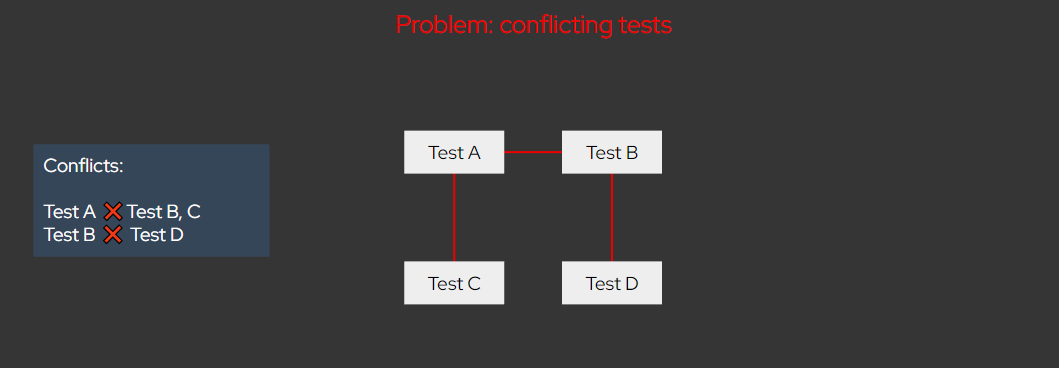 Problem: conflicting tests
Conflicts:
Test A ❌ Test B, C
Test B ❌ Test D
Test A
Test B
Test C
Test D